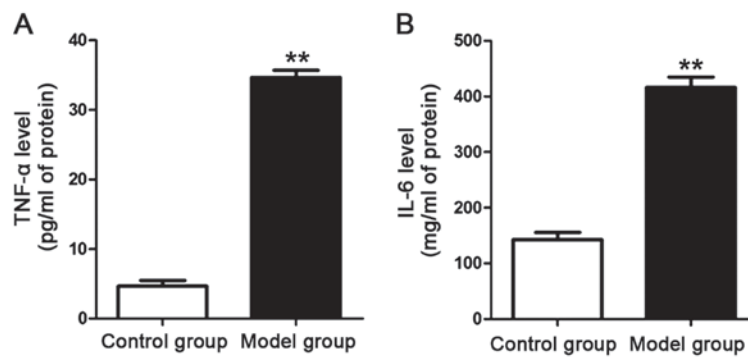 A
TNF-α level
(pg/ml of protein)
40
30
20
10
0
**
Control group
Model group
B
IL-6 level
(mg/ml of protein)
500
400
300
200
100
0
**
Control group
Model group